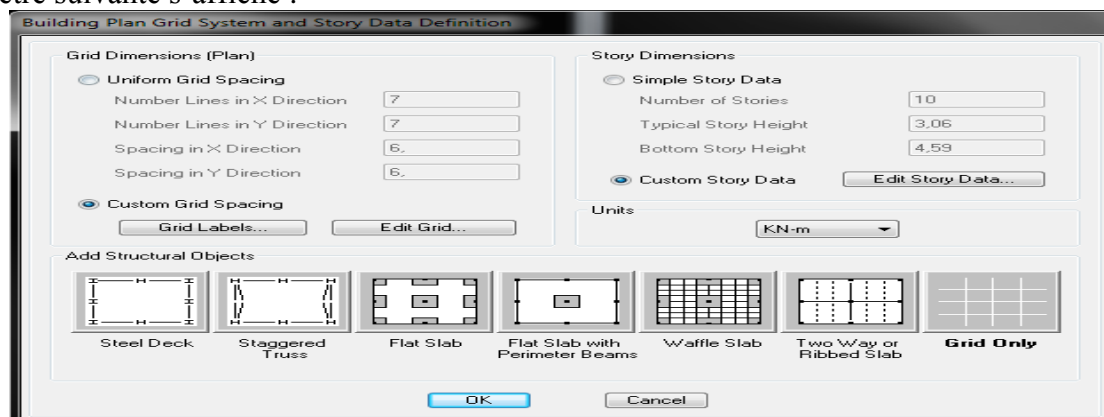 être suivante s'affiche :
Building Plan Grid System and Story Data Definition
Grid Dimensions (Plan)
Uniform Grid Spacing
Number Lines in X Direction 7
Number Lines in Y Direction 7
Spacing in X Direction 6,
Spacing in Y Direction 6,
Custom Grid Spacing
Grid Labels... Edit Grid...
Story Dimensions
Simple Story Data
Number of Stories 10
Typical Story Height 3,06
Bottom Story Height 4,59
Custom Story Data Edit Story Data...
Units
KN-m
Add Structural Objects
Steel Deck
Staggered
Truss
Flat Slab
Flat Slab with
Perimeter Beams
Waffle Slab
Two Way or
Ribbed Slab
Grid Only
OK Cancel